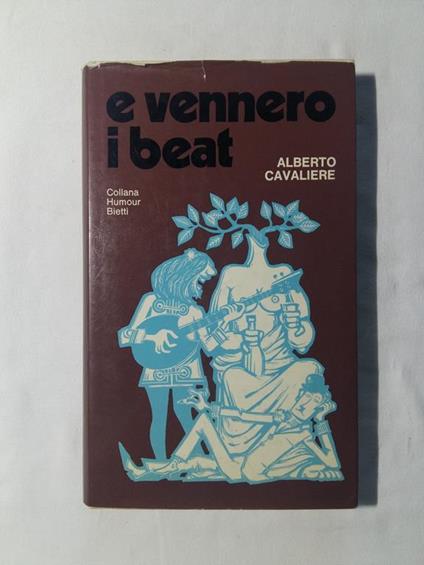 e vennero
i beat
ALBERTO
CAVALIERE
Collana
Humour
Bietti